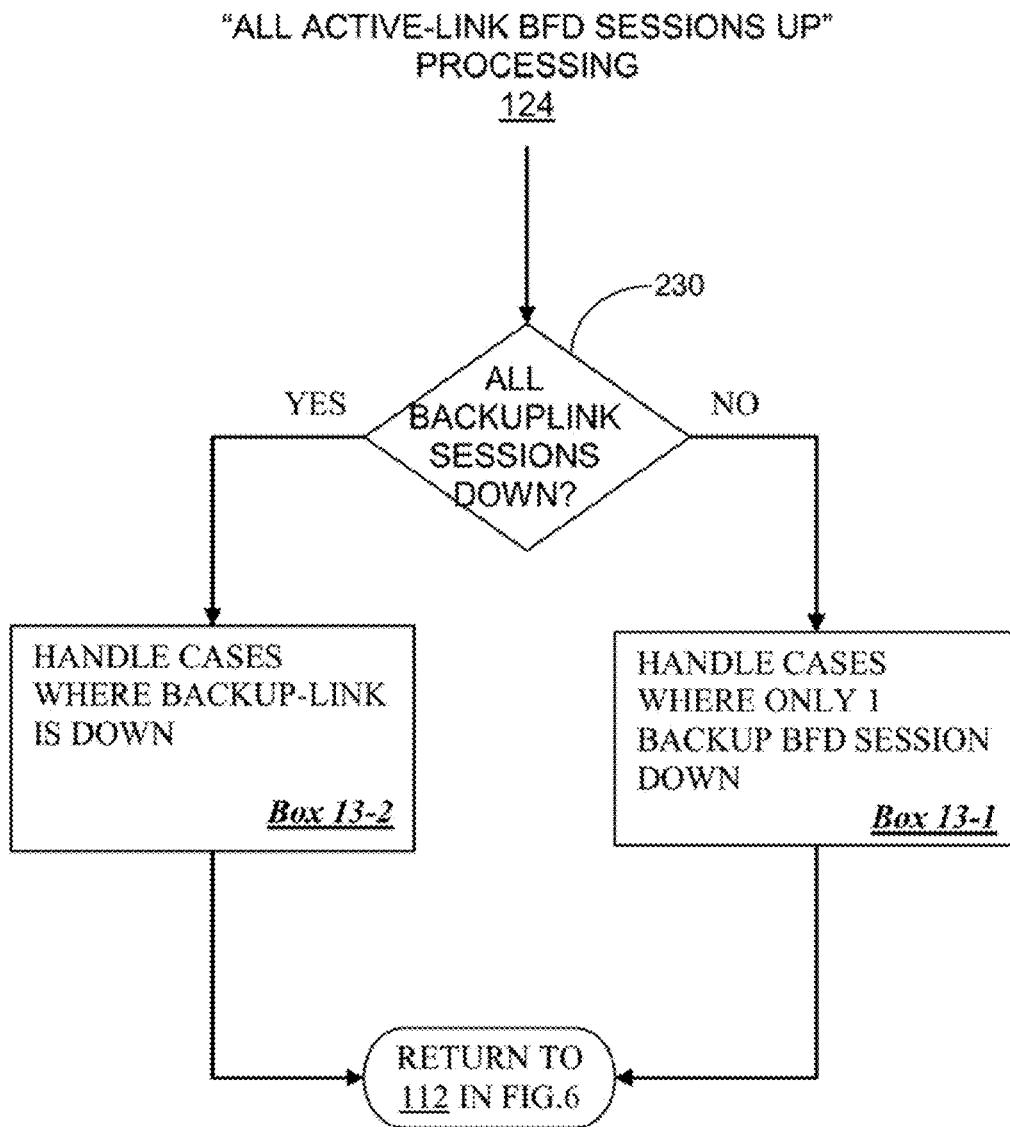 “ALL ACTIVE-LINK BFD SESSIONS UP”
PROCESSING
124
230
YES
ALL
BACKUPLINK
SESSIONS
DOWN?
NO
HANDLE CASES
WHERE BACKUP-LINK
IS DOWN
Box 13-2
HANDLE CASES
WHERE ONLY 1
BACKUP BFD SESSION
DOWN
Box 13-1
RETURN TO
112 IN FIG.6